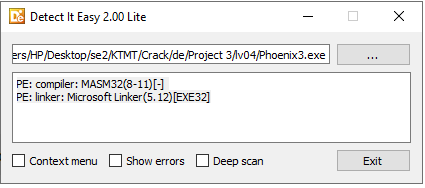 Detect It Easy 2.00 Lite
ers/HP/Desktop/se2/KTMT/Crack/de/Project 3/lv04/Phoenix3.exe
...
PE: compiler: MASM32(8-11)[-]
PE: linker: Microsoft Linker(5.12)[EXE32]
Context menu Show errors Deep scan Exit